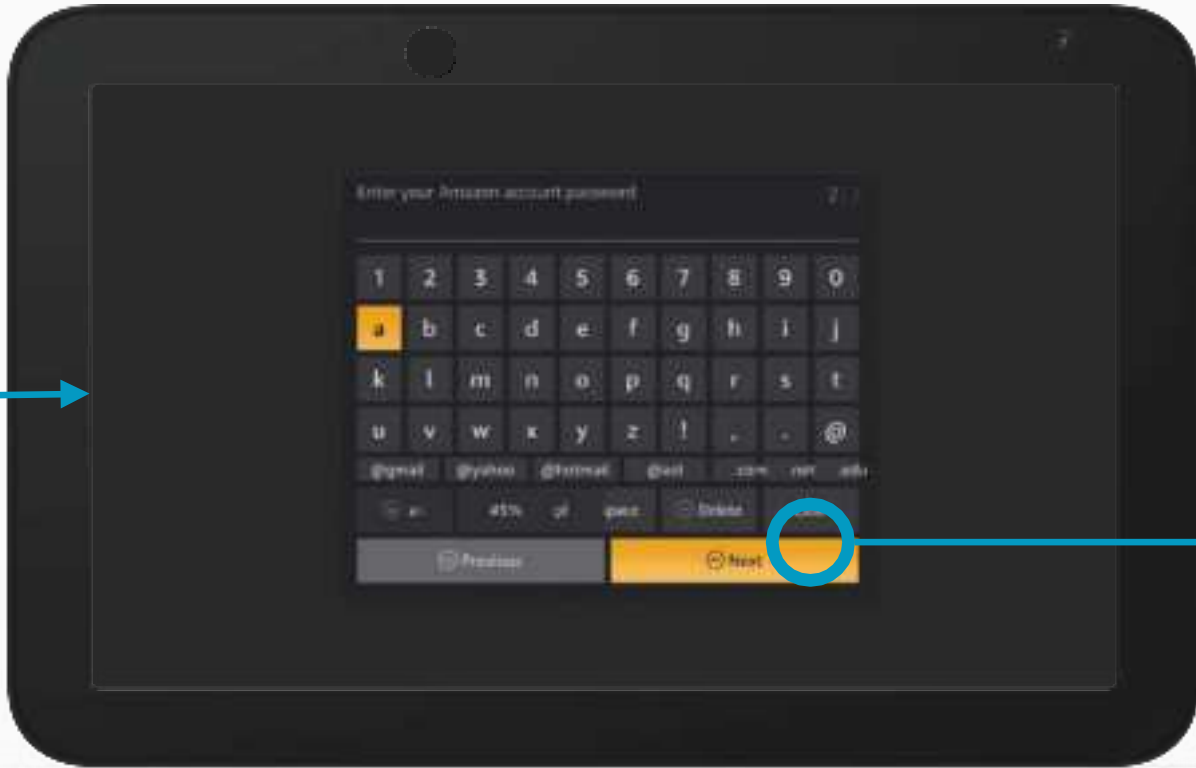 Enter your Amazon account password
1 2 3 4 5 6 7 8 9 0
a b c d e f g h i j
k l m n o p q r s t
u v w x y z ! @
@gmail @yahoo @hotmail @aol .com .net .edu
Delete
Previous Next